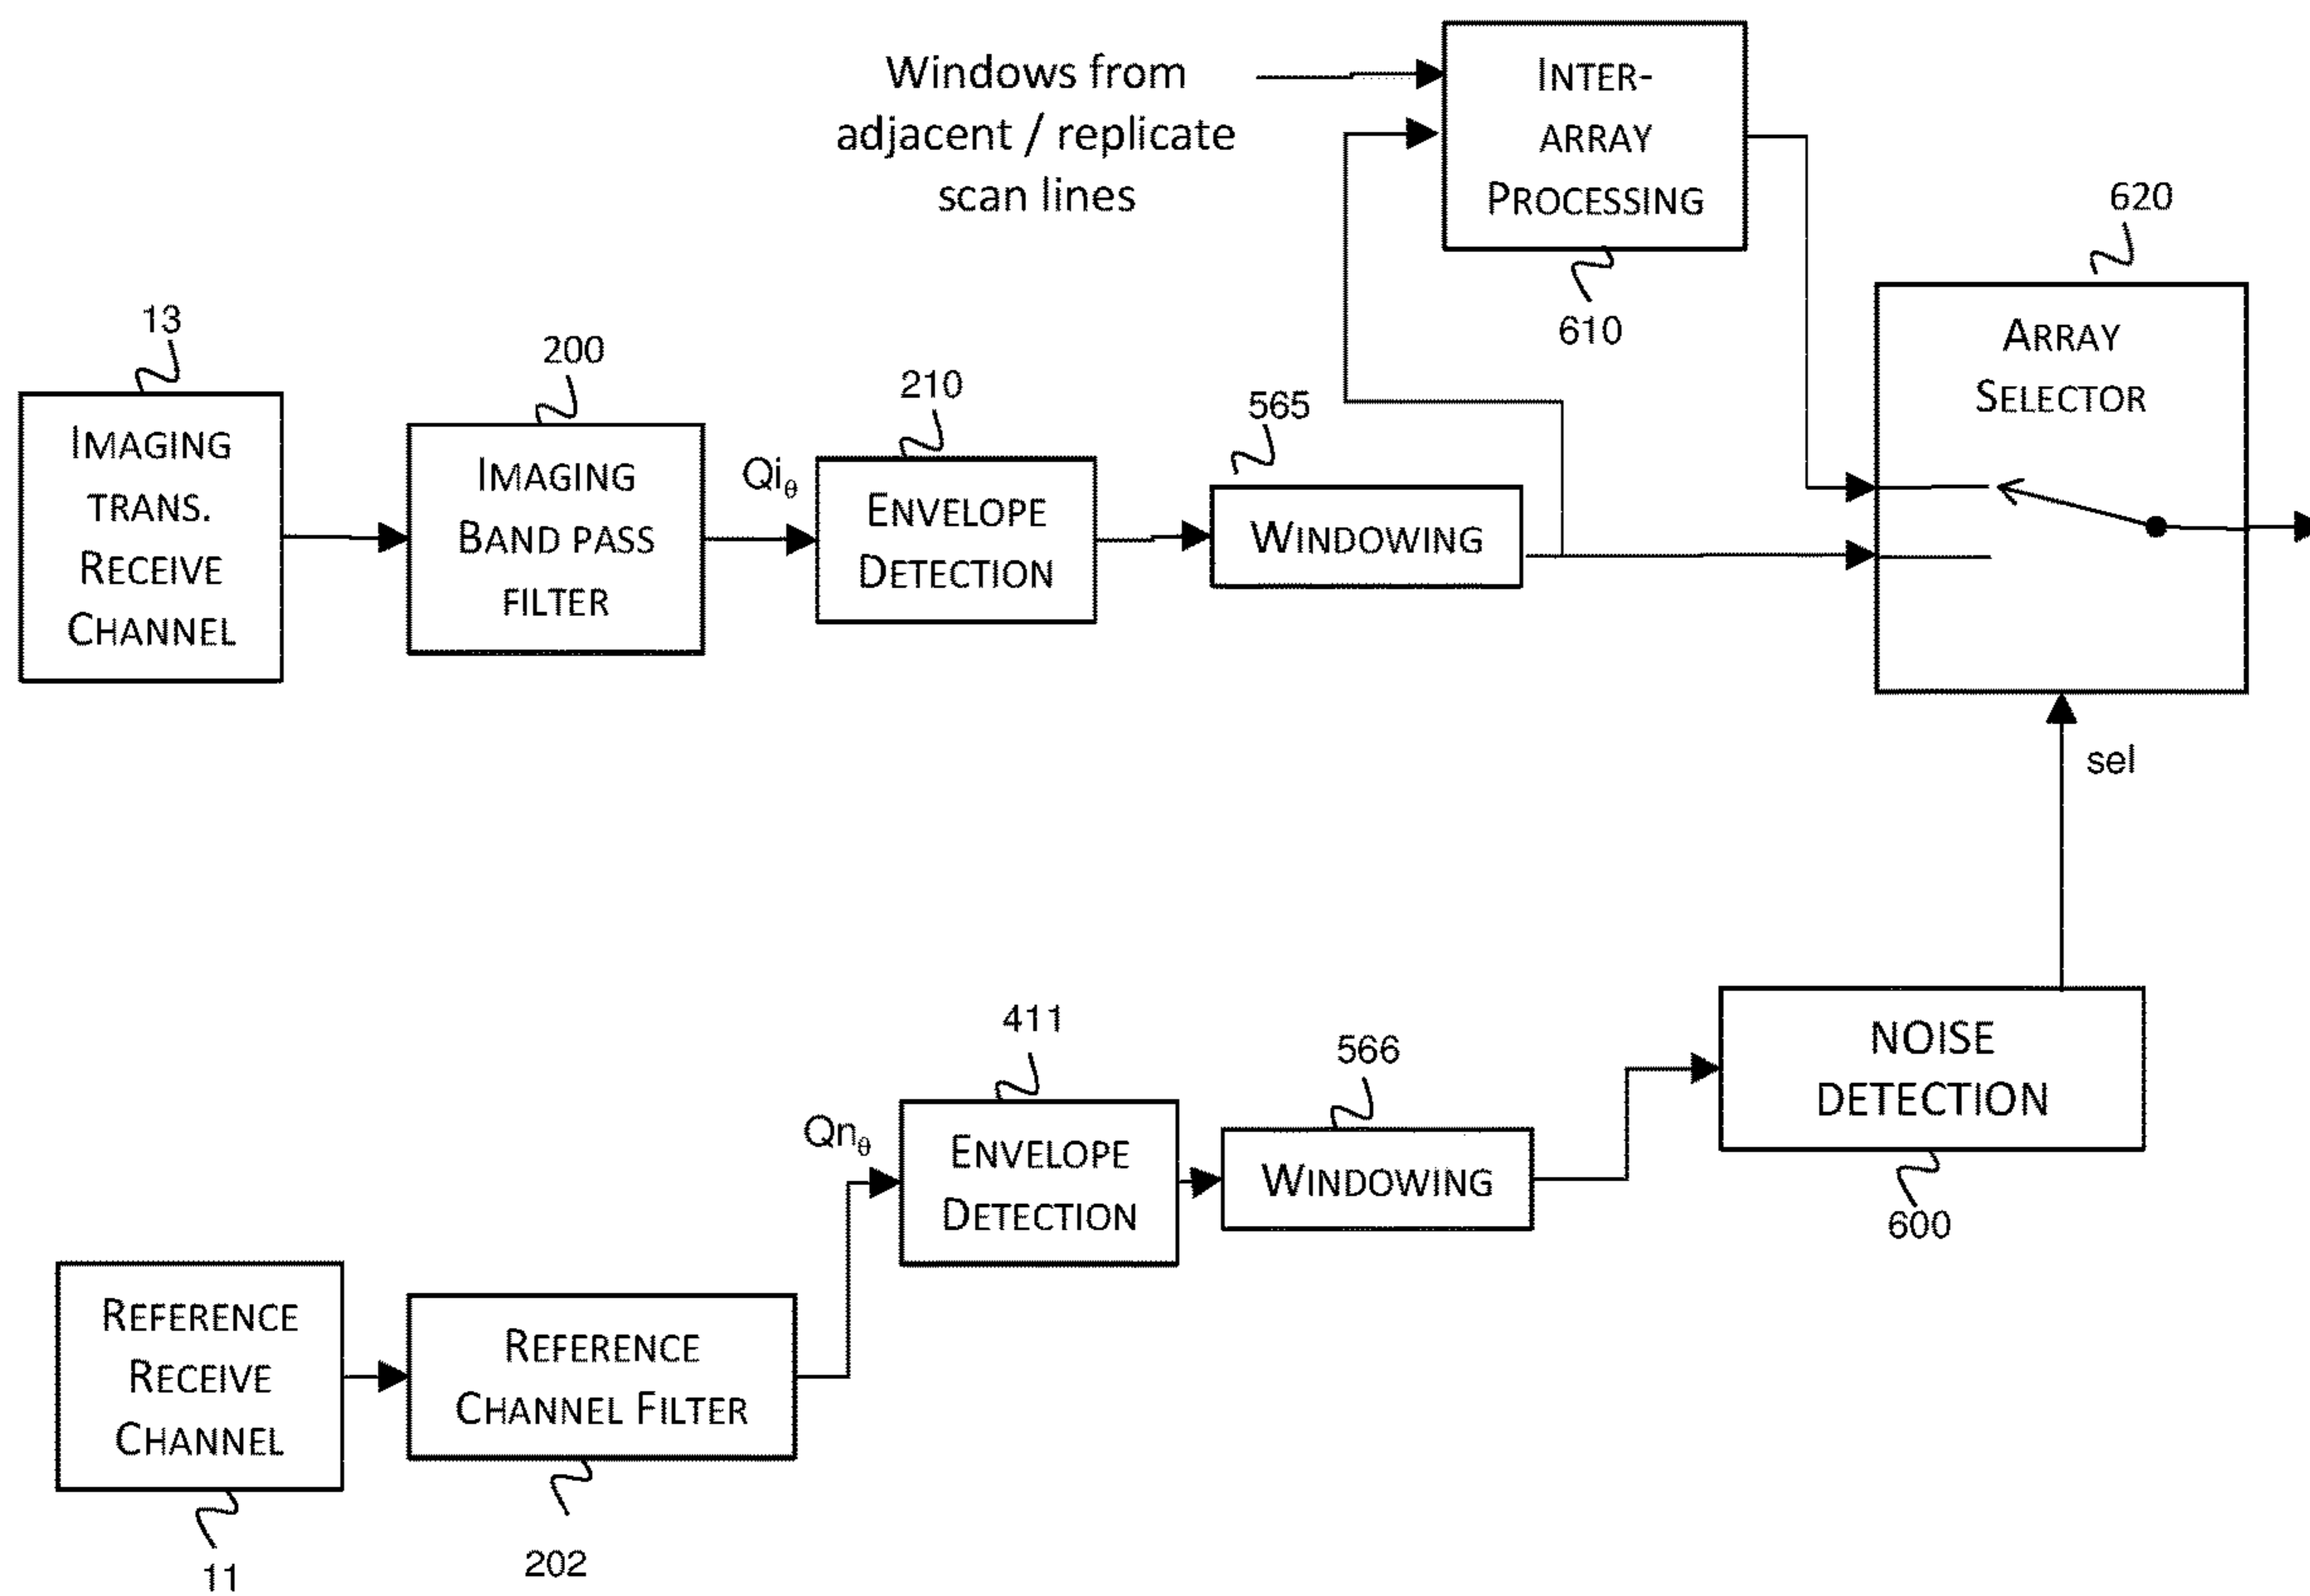 Windows from
adjacent / replicate
scan lines
INTER-
ARRAY
PROCESSING
610
620
ARRAY
SELECTOR
13
IMAGING
TRANS.
RECEIVE
CHANNEL
200
IMAGING
BAND PASS
FILTER
Qiθ
210
ENVELOPE
DETECTION
565
WINDOWING
sel
NOISE
DETECTION
600
411
ENVELOPE
DETECTION
566
WINDOWING
Qnθ
REFERENCE
RECEIVE
CHANNEL
11
REFERENCE
CHANNEL FILTER
202